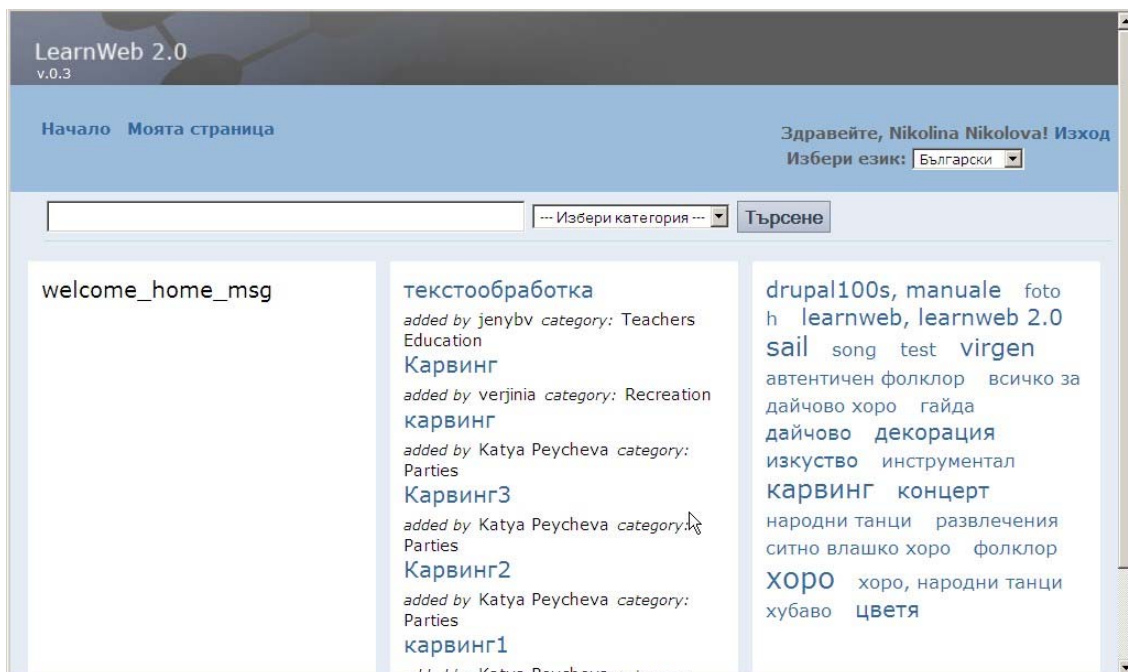 LearnWeb 2.0
v.0.3
Начало Моята страница
Здравейте, Nikolina Nikolova! Изход
Избери език: Български
--- Избери категория --- Търсене
welcome_home_msg
текстообработка
added by jenybv category: Teachers
Education
Карвинг
added by verjinia category: Recreation
карвинг
added by Katya Peycheva category:
Parties
Карвинг3
added by Katya Peycheva category:
Parties
Карвинг2
added by Katya Peycheva category:
Parties
карвинг1
drupal100s, manuale foto
h learnweb, learnweb 2.0
sail song test virgen
автентичен фолклор всичко за
дайчово хоро гайда
дайчово декорация
изкуство инструментал
карвинг концерт
народни танци развлечения
ситно влашко хоро фолклор
хоро хоро, народни танци
хубаво цветя